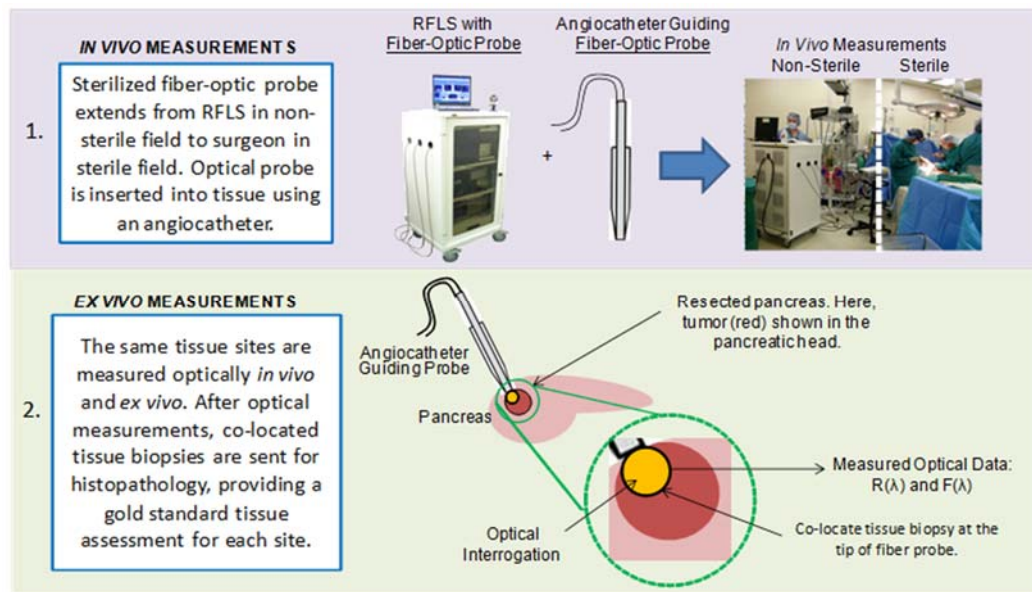 1.
IN VIVO MEASUREMENTS
Sterilized fiber-optic probe
extends from RFLS in non-
sterile field to surgeon in
sterile field. Optical probe
is inserted into tissue using
an angiocatheter.
RFLS with
Fiber-Optic Probe
+
Angiocatheter Guiding
Fiber-Optic Probe
In Vivo Measurements
Non-Sterile Sterile
2.
EX VIVO MEASUREMENTS
The same tissue sites are
measured optically in vivo
and ex vivo. After optical
measurements, co-located
tissue biopsies are sent for
histopathology, providing a
gold standard tissue
assessment for each site.
Angiocatheter
Guiding Probe
Pancreas
Resected pancreas. Here,
tumor (red) shown in the
pancreatic head.
Optical
Interrogation
Measured Optical Data:
R(λ) and F(λ)
Co-locate tissue biopsy at the
tip of fiber probe.